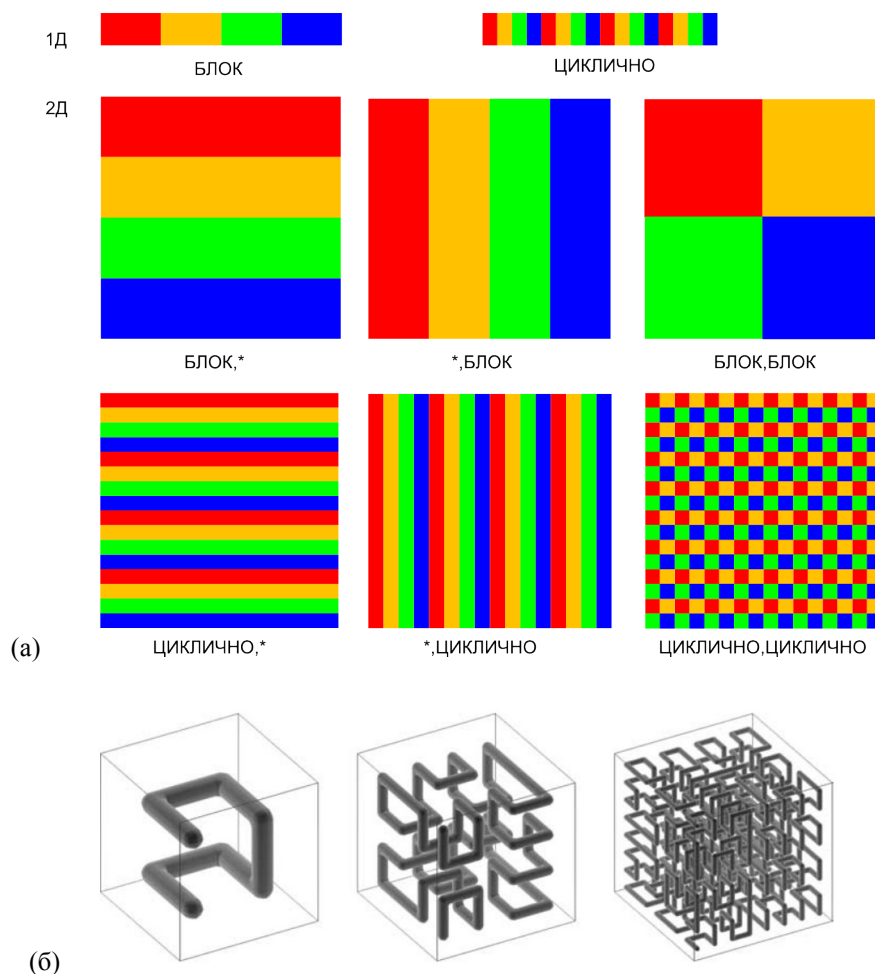 1Д
БЛОК
ЦИКЛИЧНО
2Д
БЛОК,*
*,БЛОК
БЛОК,БЛОК
ЦИКЛИЧНО,*
*,ЦИКЛИЧНО
ЦИКЛИЧНО,ЦИКЛИЧНО
(а)
(б)